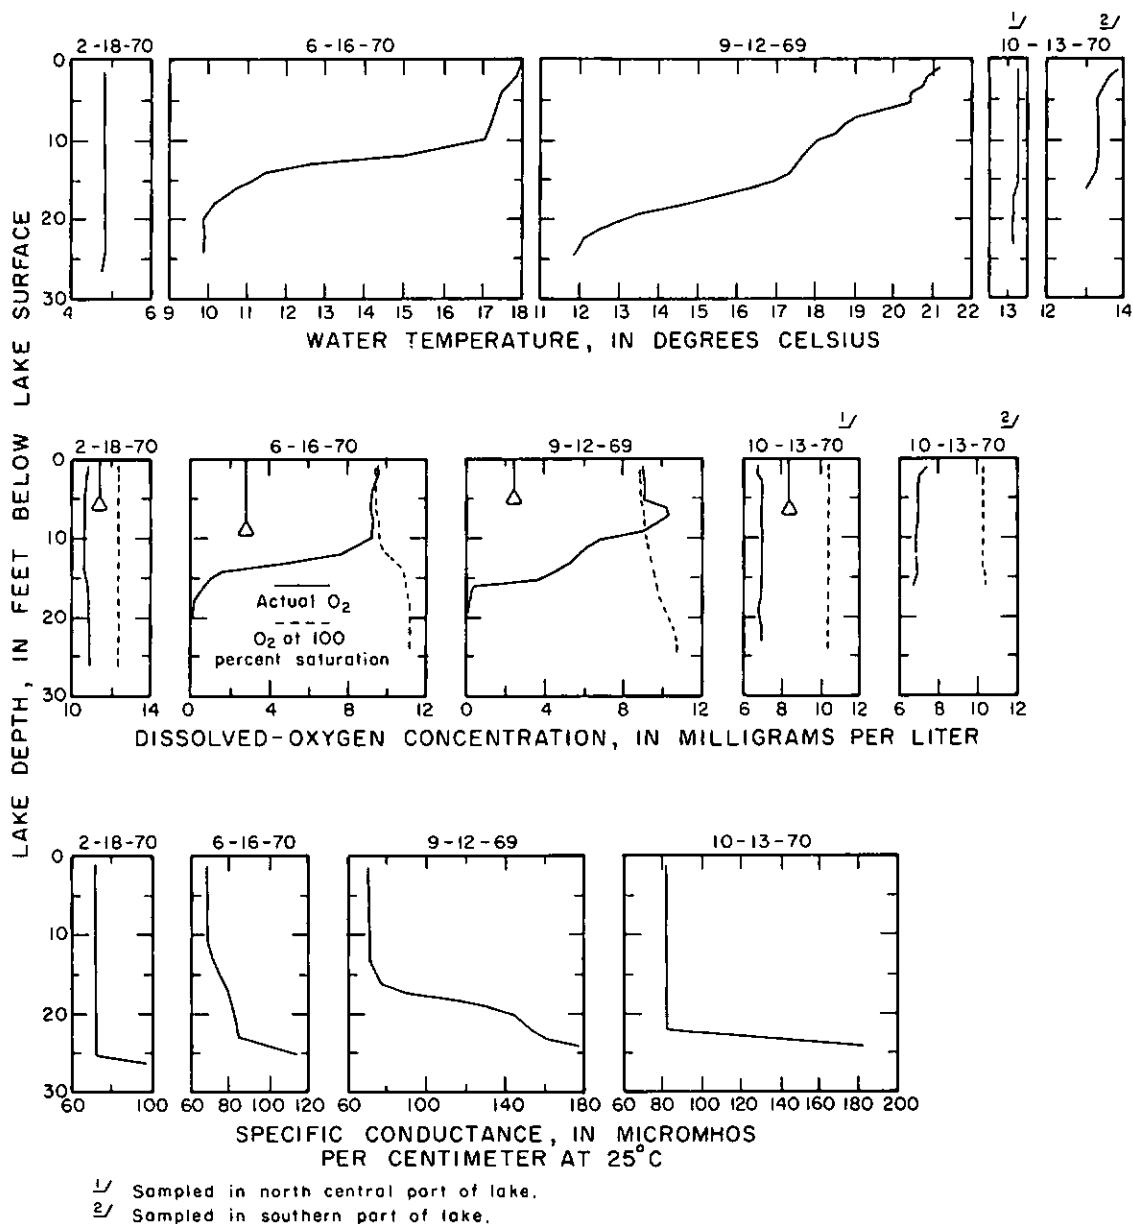 1/ 2/
2-18-70 6-16-70 9-12-69 10-13-70
0
10
20
30
4 6 9 10 11 12 13 14 15 16 17 18 11 12 13 14 15 16 17 18 19 20 21 22 13 12 14
WATER TEMPERATURE, IN DEGREES CELSIUS
LAKE DEPTH, IN FEET BELOW LAKE SURFACE
1/ 2/
2-18-70 6-16-70 9-12-69 10-13-70 10-13-70
0
10
20
30
Actual O2
O2 at 100
percent saturation
10 14 0 4 8 12 0 4 8 12 6 8 10 12 6 8 10 12
DISSOLVED-OXYGEN CONCENTRATION, IN MILLIGRAMS PER LITER
2-18-70 6-16-70 9-12-69 10-13-70
0
10
20
30
60 100 60 80 100 120 60 100 140 180 60 80 100 120 140 160 180 200
SPECIFIC CONDUCTANCE, IN MICROMHOS
PER CENTIMETER AT 25°C
1/ Sampled in north central part of lake.
2/ Sampled in southern part of lake.